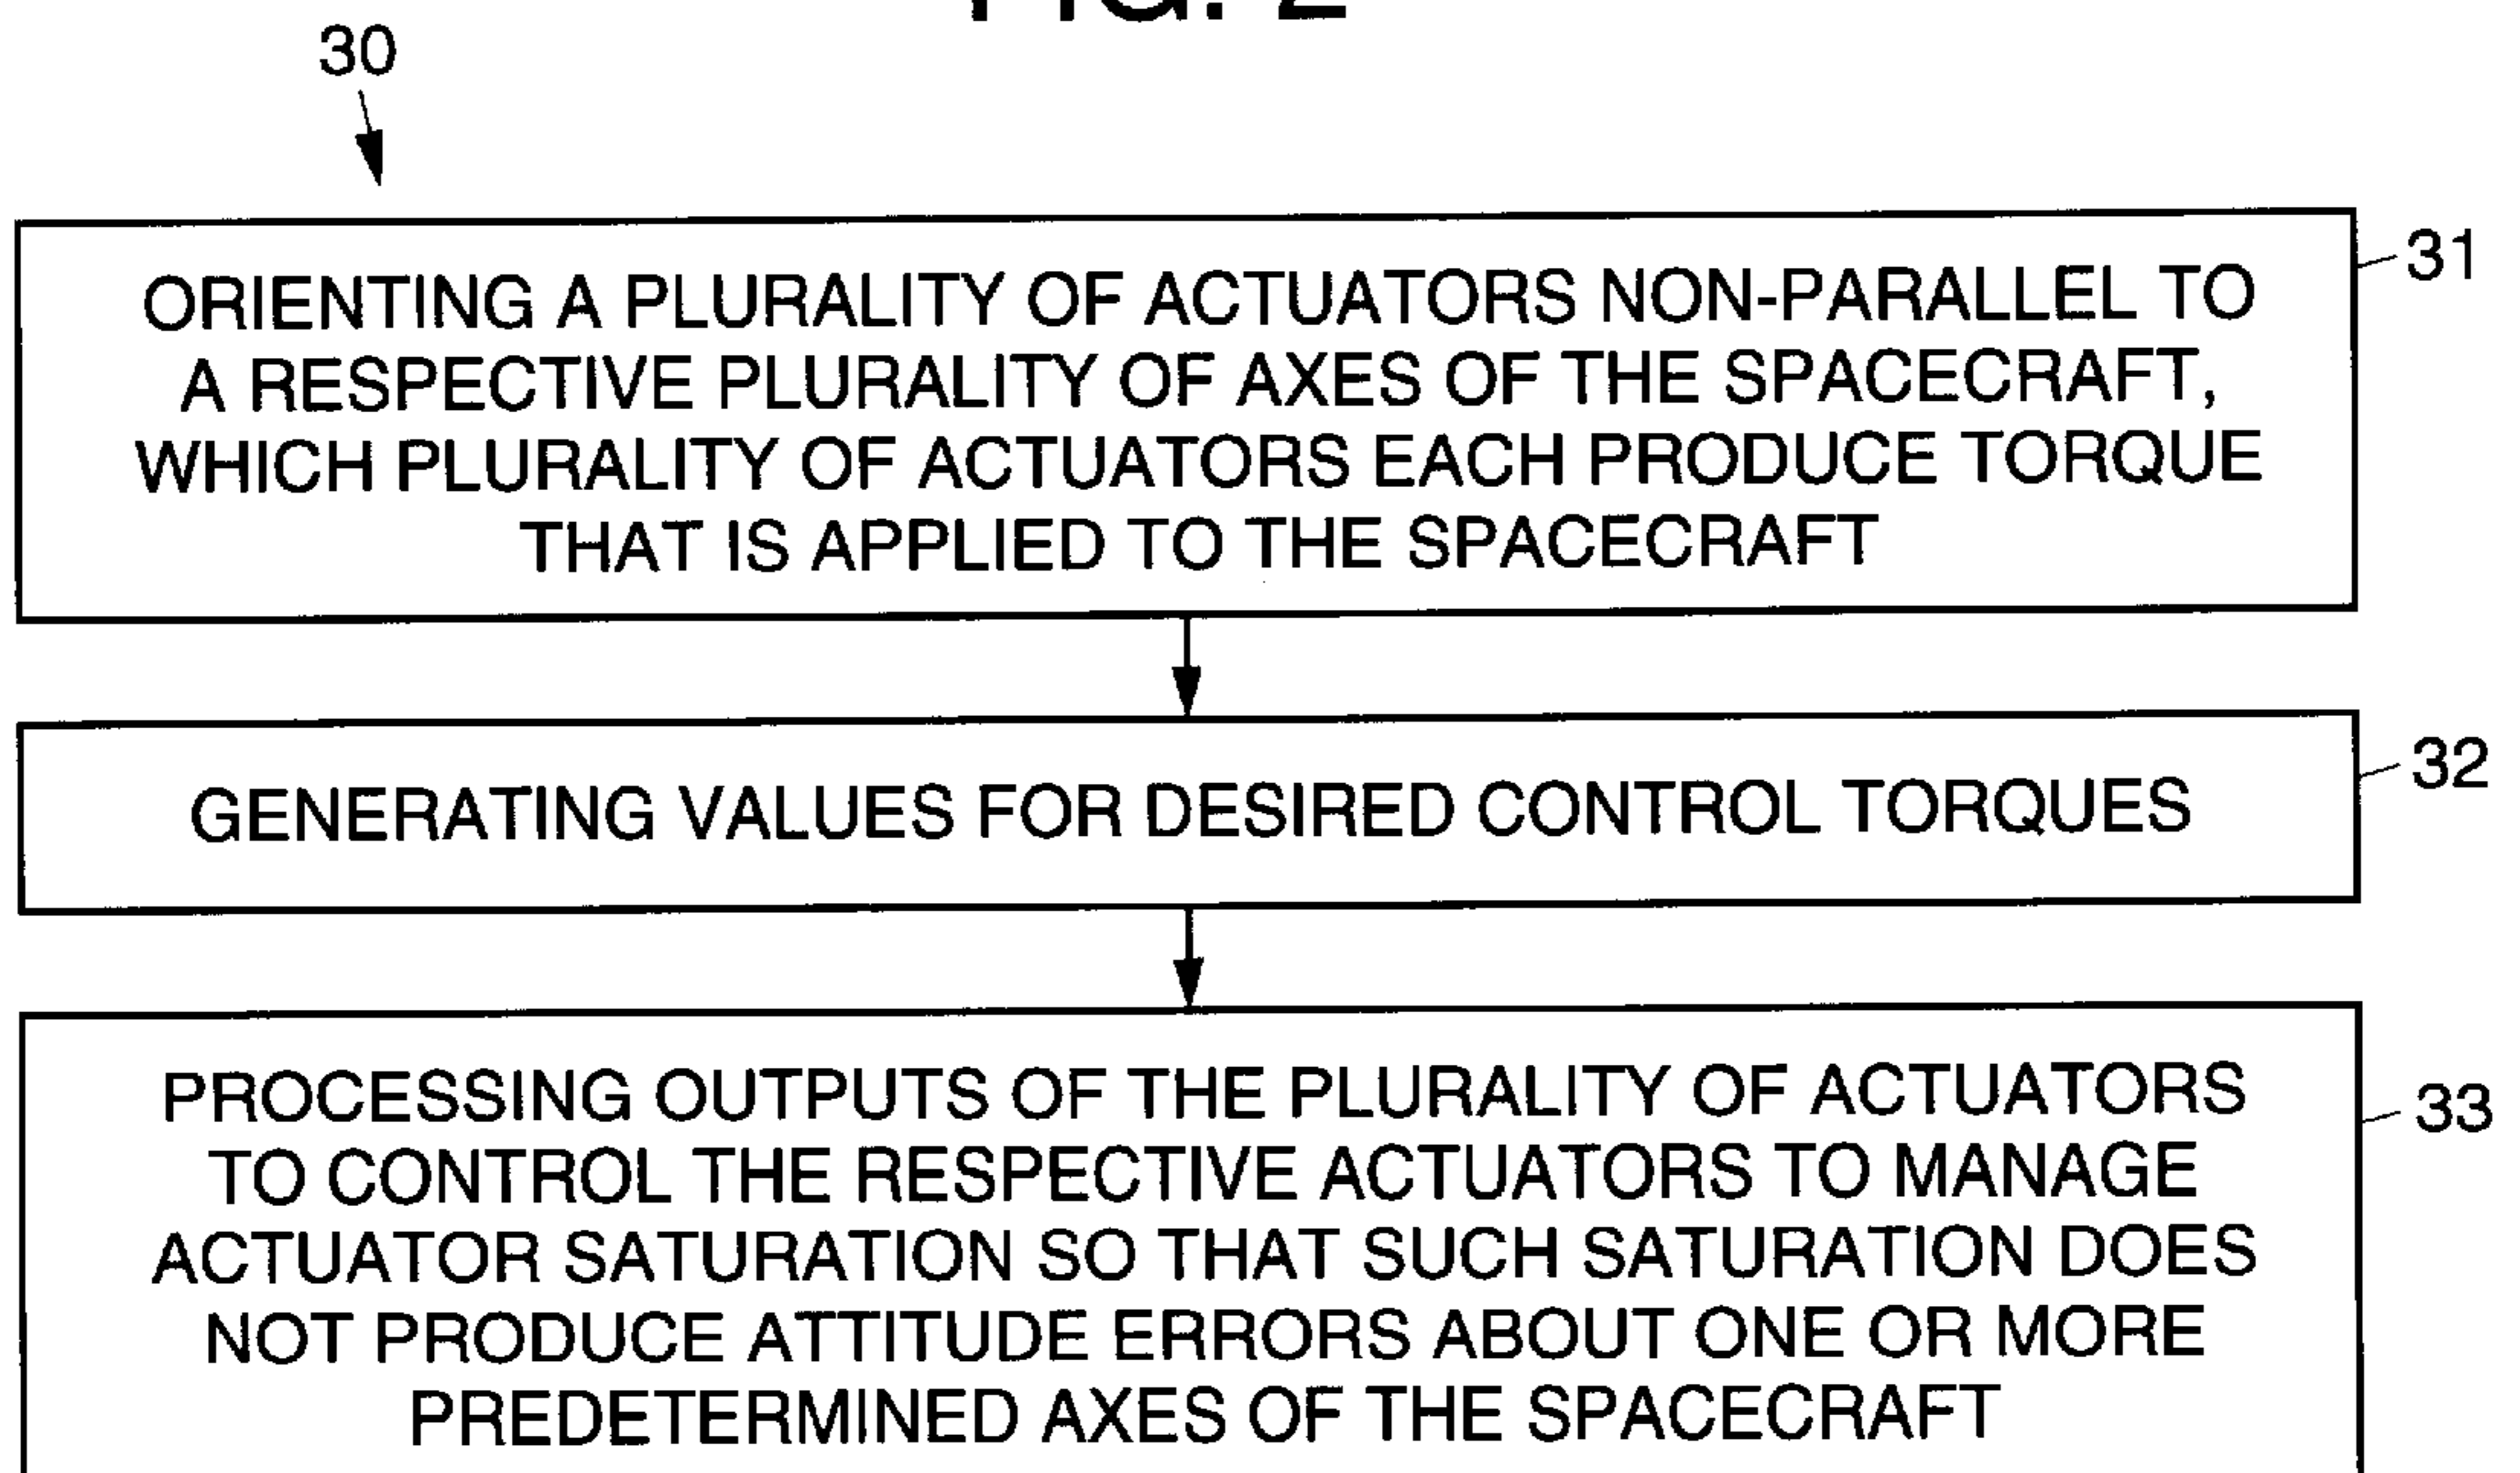 FIG. 2
30
31
ORIENTING A PLURALITY OF ACTUATORS NON-PARALLEL TO
A RESPECTIVE PLURALITY OF AXES OF THE SPACECRAFT,
WHICH PLURALITY OF ACTUATORS EACH PRODUCE TORQUE
THAT IS APPLIED TO THE SPACECRAFT
32
GENERATING VALUES FOR DESIRED CONTROL TORQUES
33
PROCESSING OUTPUTS OF THE PLURALITY OF ACTUATORS
TO CONTROL THE RESPECTIVE ACTUATORS TO MANAGE
ACTUATOR SATURATION SO THAT SUCH SATURATION DOES
NOT PRODUCE ATTITUDE ERRORS ABOUT ONE OR MORE
PREDETERMINED AXES OF THE SPACECRAFT